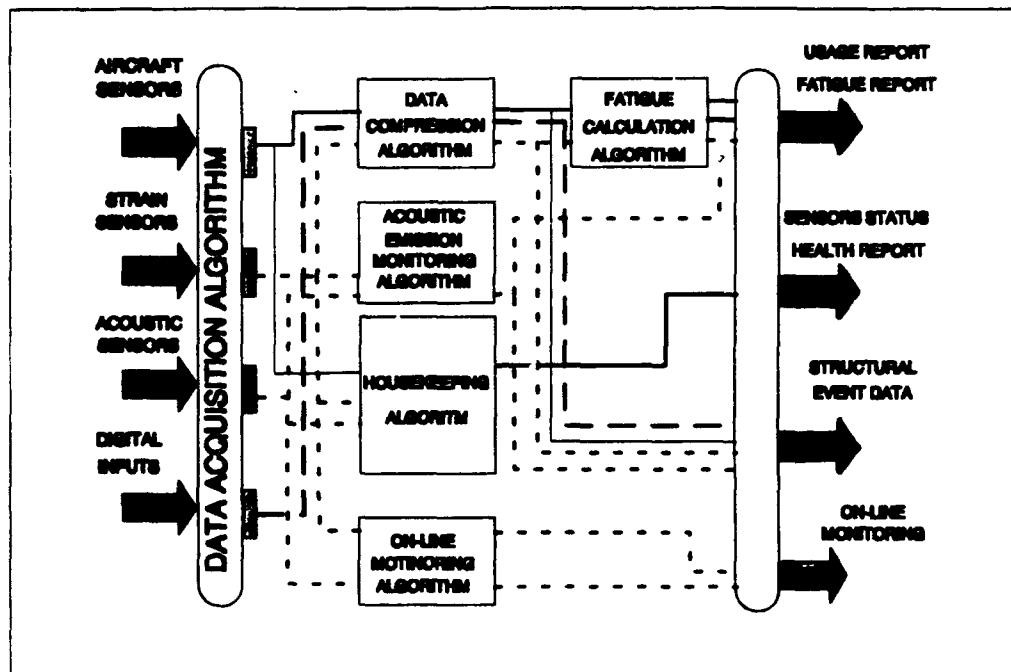 AIRCRAFT
SENSORS
STRAIN
SENSORS
ACOUSTIC
SENSORS
DIGITAL
INPUTS
DATA ACQUISITION ALGORITHM
DATA
COMPRESSION
ALGORITHM
FATIGUE
CALCULATION
ALGORITHM
ACOUSTIC
EMISSION
MONITORING
ALGORITHM
HOUSEKEEPING
ALGORITM
ON-LINE
MOTINORING
ALGORITHM
USAGE REPORT
FATIGUE REPORT
SENSORS STATUS
HEALTH REPORT
STRUCTURAL
EVENT DATA
ON-LINE
MONITORING